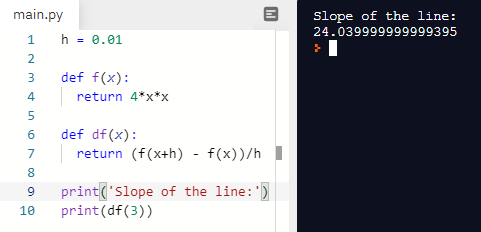 main.py
1 h = 0.01
2
3 def f(x):
4 return 4*x*x
5
6 def df(x):
7 return (f(x+h) - f(x))/h
8
9 print('Slope of the line:')
10 print(df(3))
Slope of the line:
24.039999999999395